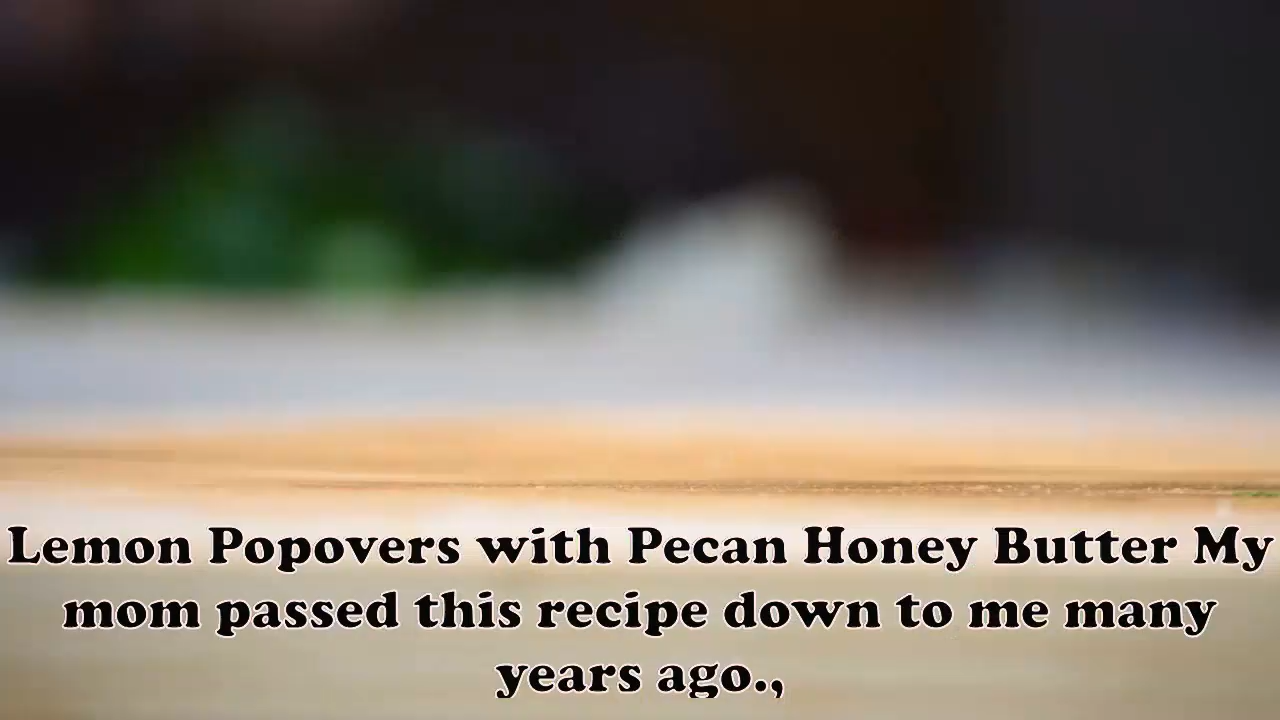 Lemon Popovers with Pecan Honey Butter My
mom passed this recipe down to me many
years ago.,